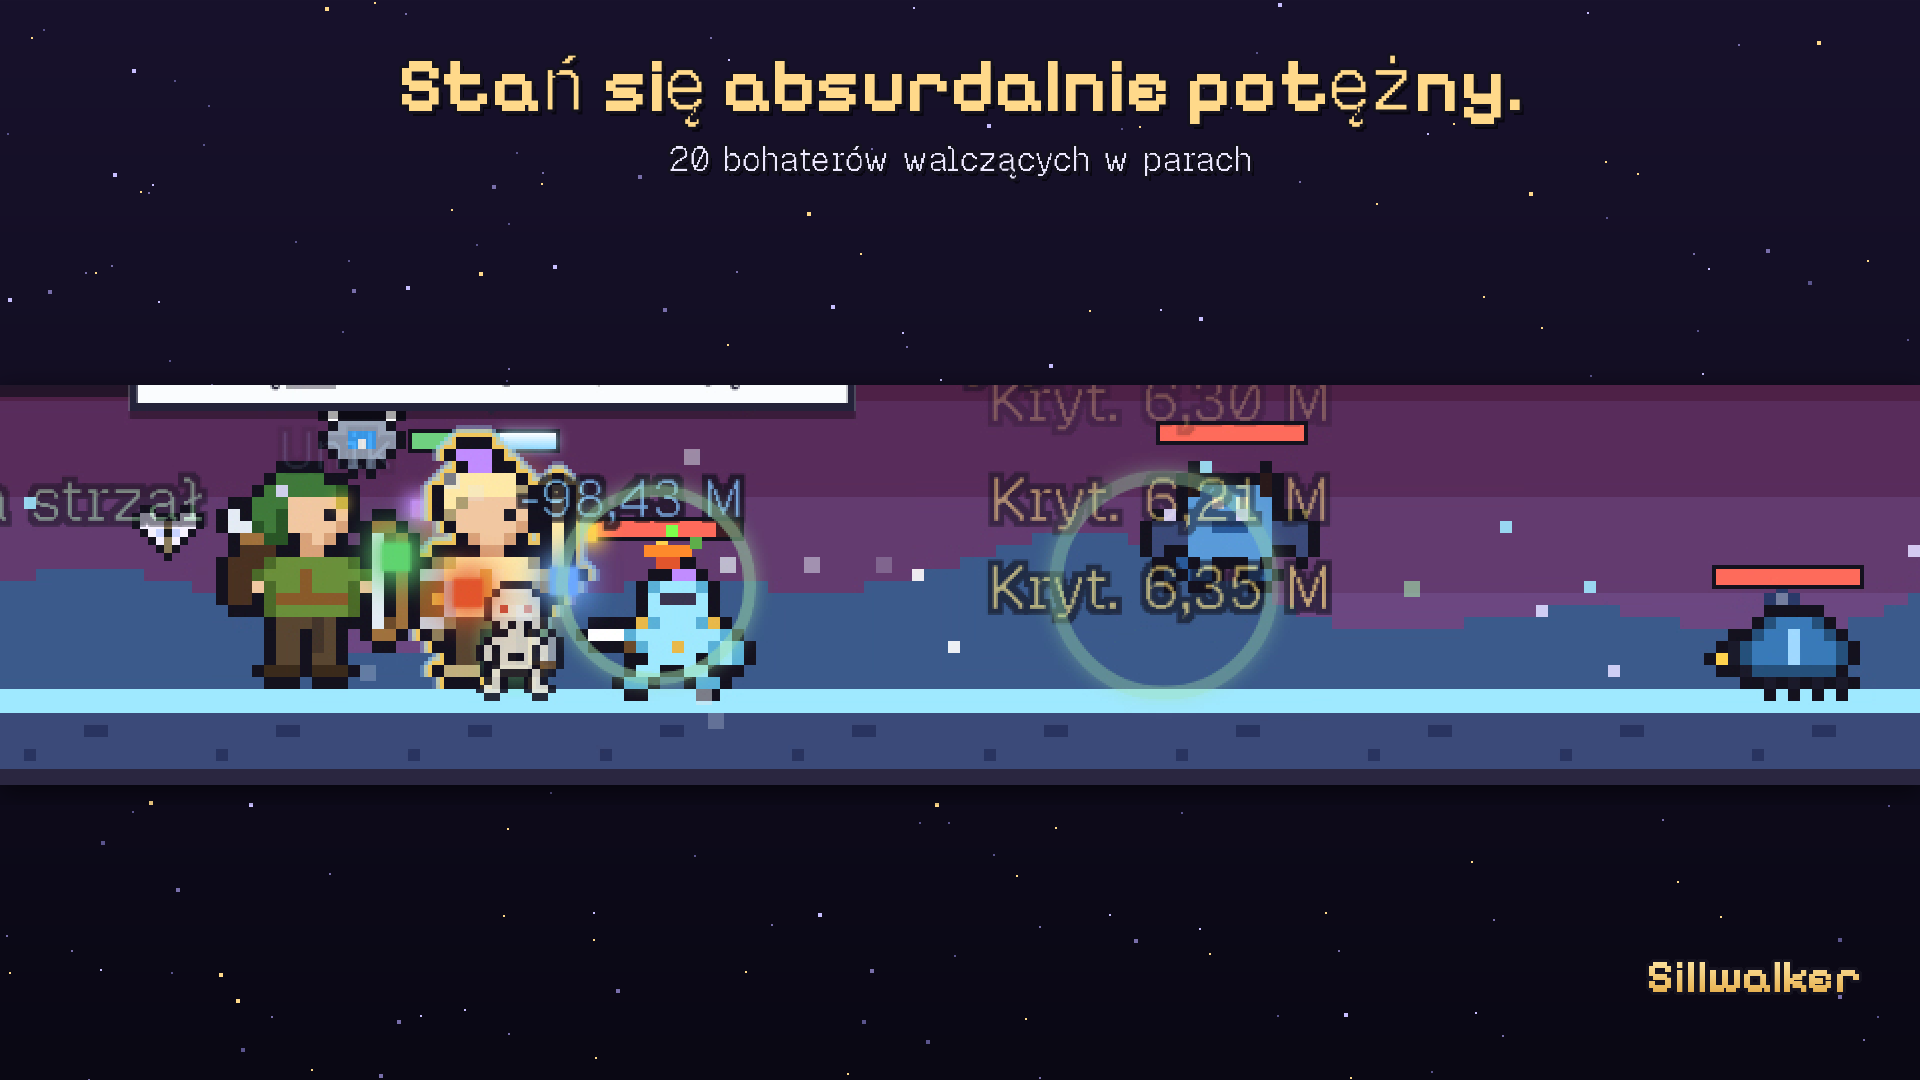 Stań się absurdalnie potężny.
20 bohaterów walczących w parach
Kryt. 6,30 M
Unik
strzał
-98,43 M
Kryt. 6,21 M
Kryt. 6,35 M
Sillwalker